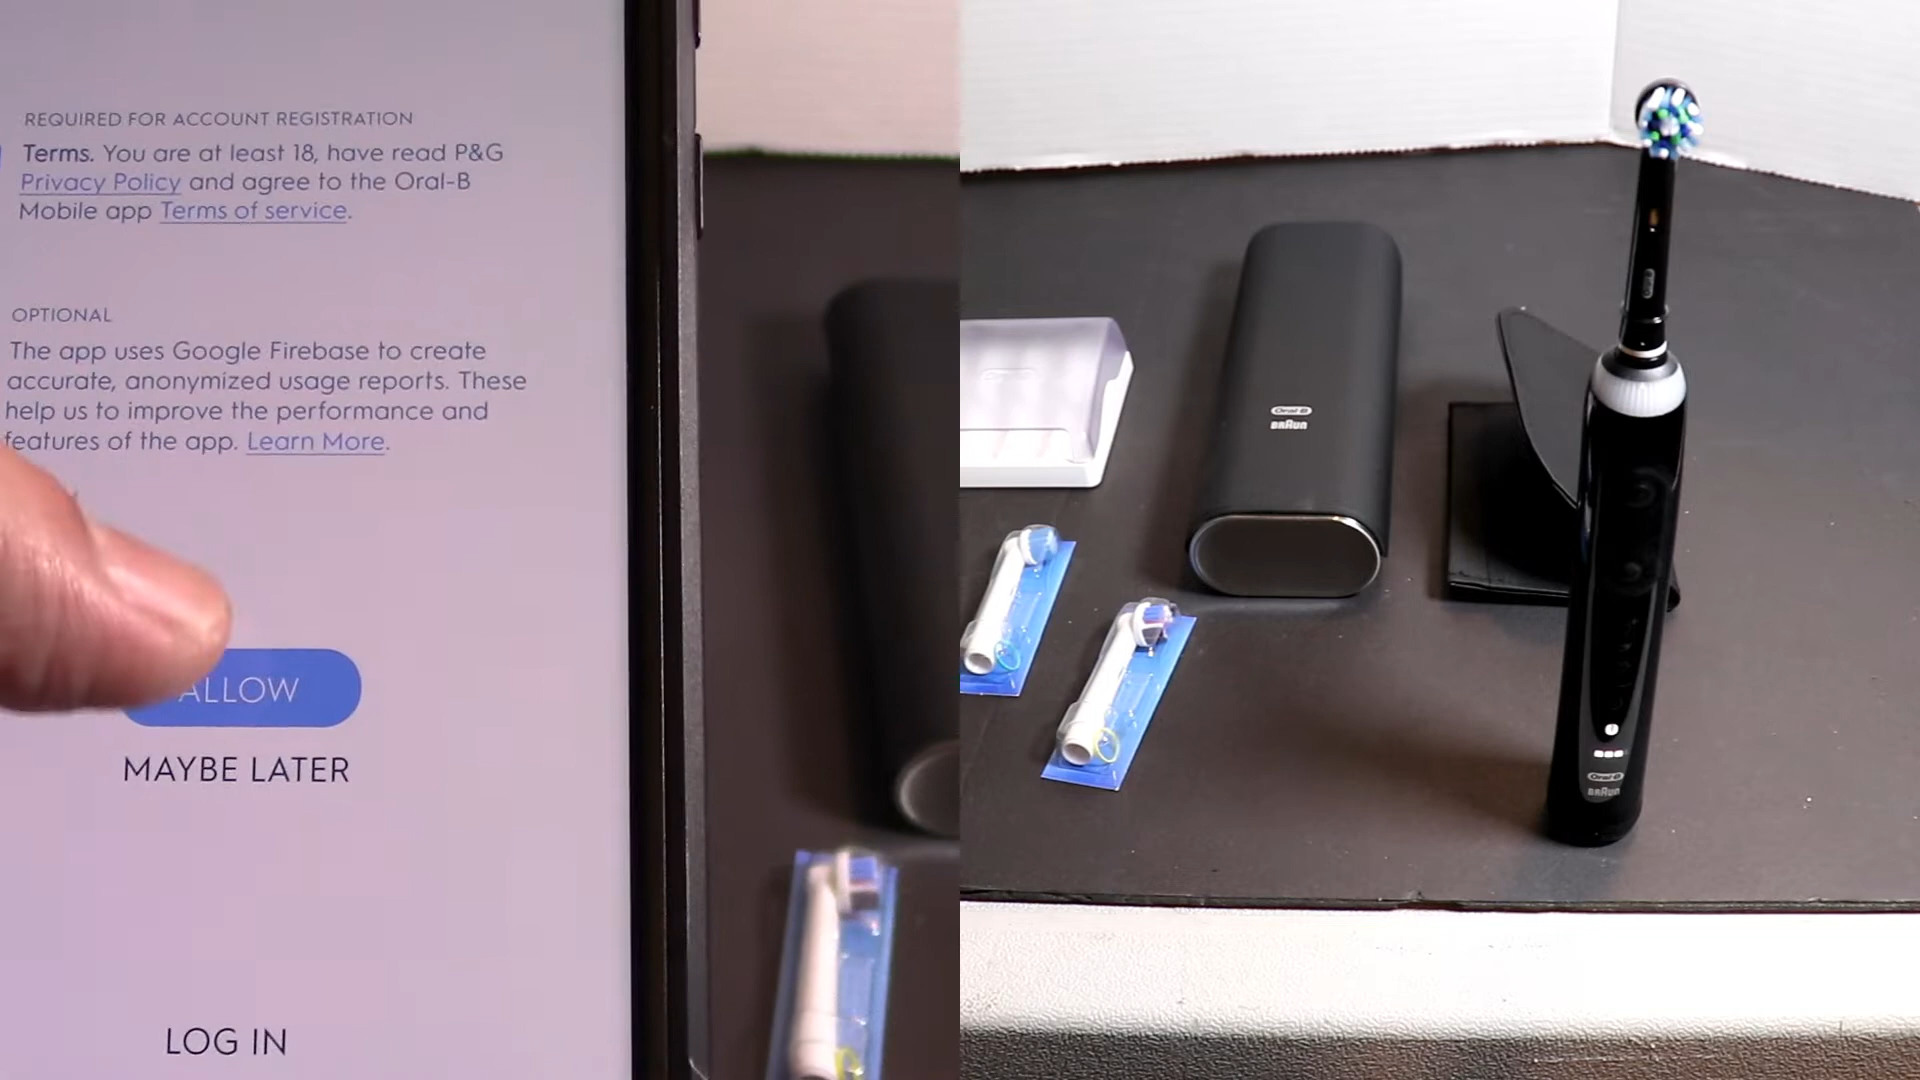 REQUIRED FOR ACCOUNT REGISTRATION
Terms. You are at least 18, have read P&G
Privacy Policy and agree to the Oral-B
Mobile app Terms of service.
OPTIONAL
The app uses Google Firebase to create
accurate, anonymized usage reports. These
help us to improve the performance and
features of the app. Learn More.
ALLOW
MAYBE LATER
LOG IN
Oral-B
BRAUN
Oral-B
BRAUN